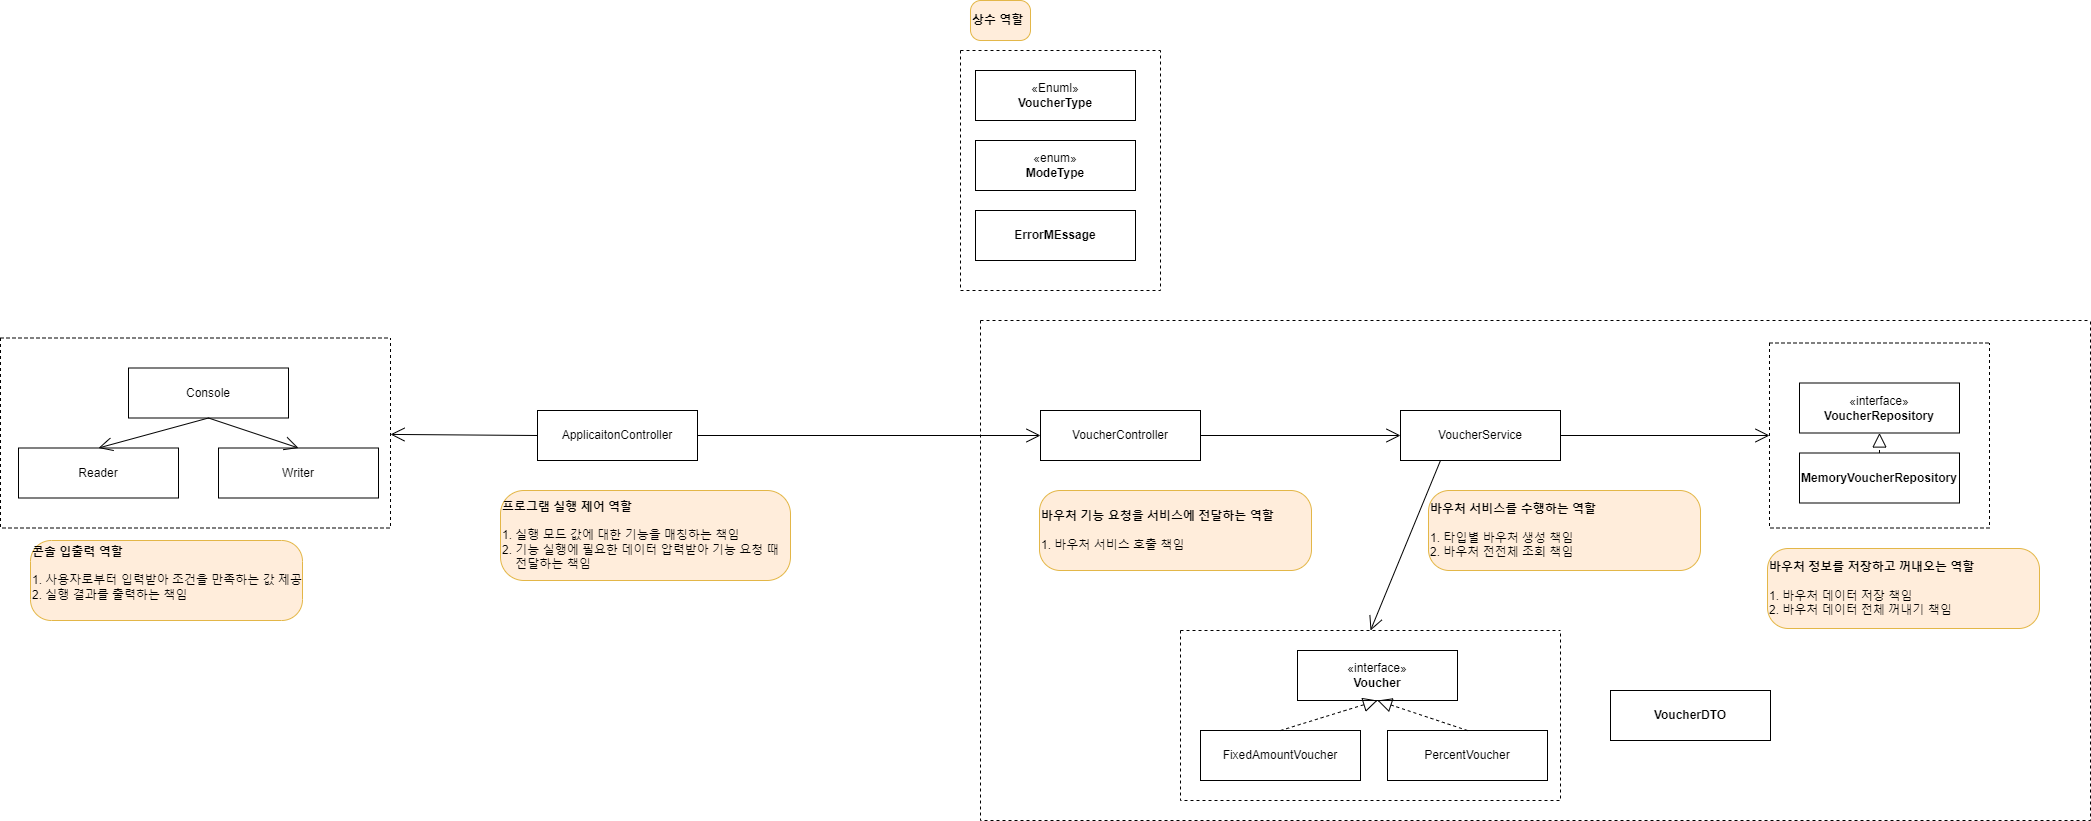 상수 역할
«Enuml»
VoucherType
«enum»
ModeType
ErrorMEssage
Console
Reader
Writer
콘솔 입출력 역할
1. 사용자로부터 입력받아 조건을 만족하는 값 제공
2. 실행 결과를 출력하는 책임
ApplicaitonController
프로그램 실행 제어 역할
1. 실행 모드 값에 대한 기능을 매칭하는 책임
2. 기능 실행에 필요한 데이터 압력받아 기능 요청 때
전달하는 책임
VoucherController
바우처 기능 요청을 서비스에 전달하는 역할
1. 바우처 서비스 호출 책임
VoucherService
바우처 서비스를 수행하는 역할
1. 타입별 바우처 생성 책임
2. 바우처 전전체 조회 책임
«interface»
VoucherRepository
MemoryVoucherRepository
바우처 정보를 저장하고 꺼내오는 역할
1. 바우처 데이터 저장 책임
2. 바우처 데이터 전체 꺼내기 책임
«interface»
Voucher
FixedAmountVoucher
PercentVoucher
VoucherDTO